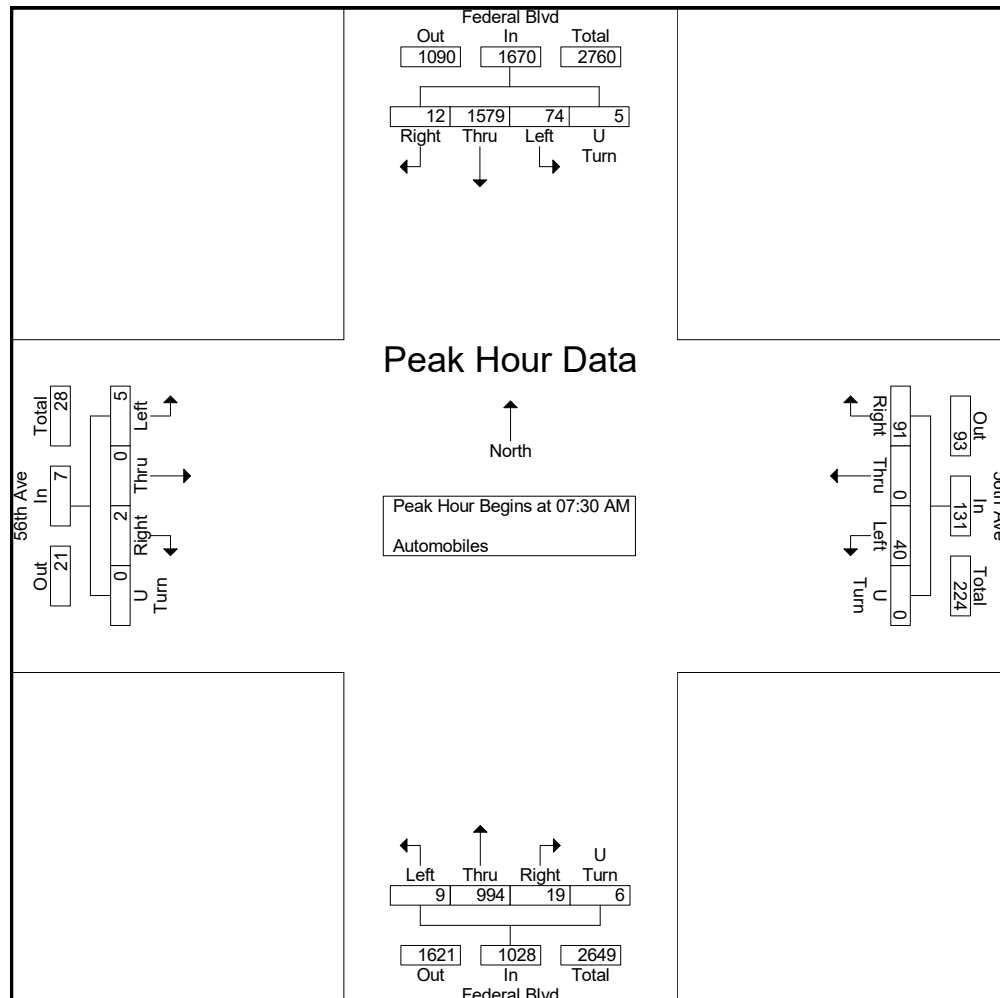 Federal Blvd
Out In Total
1090 1670 2760
12 1579 74 5
Right Thru Left U Turn
Peak Hour Data
North
Peak Hour Begins at 07:30 AM
Automobiles
56th Ave
Total In Out
28 7 21
5 0 2 0
Left Thru Right U Turn
Right Thru Left U Turn
91 0 40 0
Out In Total
93 131 224
56th Ave
Left Thru Right U Turn
9 994 19 6
1621 1028 2649
Out In Total
Federal Blvd